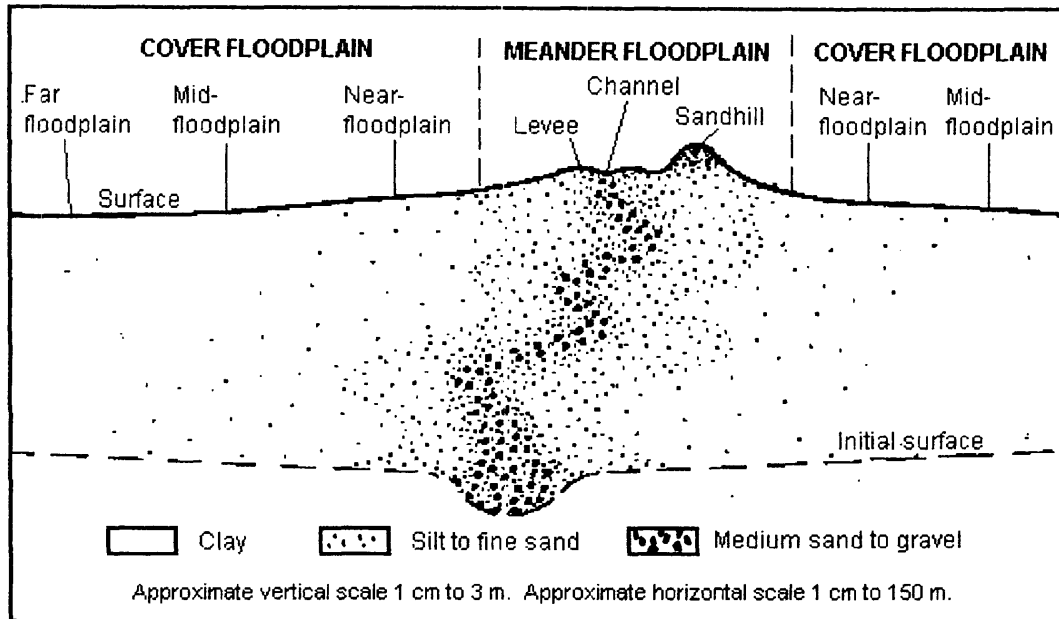 COVER FLOODPLAIN
MEANDER FLOODPLAIN
COVER FLOODPLAIN
Far
floodplain
Mid-
floodplain
Near-
floodplain
Levee
Channel
Sandhill
Near-
floodplain
Mid-
floodplain
Surface
Initial surface
Clay
Silt to fine sand
Medium sand to gravel
Approximate vertical scale 1 cm to 3 m. Approximate horizontal scale 1 cm to 150 m.